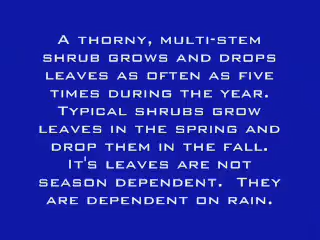 A thorny, multi-stem
shrub grows and drops
leaves as often as five
times during the year.
Typical shrubs grow
leaves in the spring and
drop them in the fall.
It's leaves are not
season dependent. They
are dependent on rain.